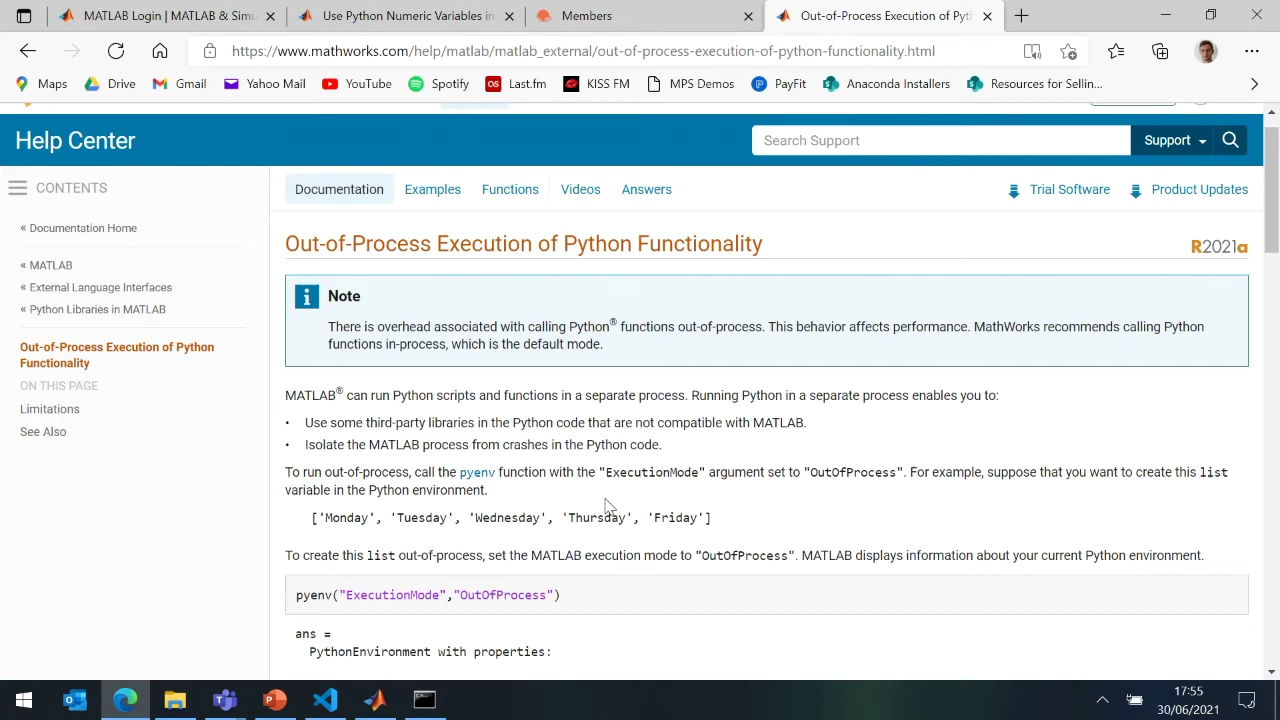 MATLAB Login | MATLAB & Simu
Use Python Numeric Variables in
Members
Out-of-Process Execution of Pyth
https://www.mathworks.com/help/matlab/matlab_external/out-of-process-execution-of-python-functionality.html
Maps
Drive
Gmail
Yahoo Mail
YouTube
Spotify
Last.fm
KISS FM
MPS Demos
PayFit
Anaconda Installers
Resources for Sellin...
Help Center
Search Support
Support
CONTENTS
Documentation
Examples
Functions
Videos
Answers
Trial Software
Product Updates
« Documentation Home
« MATLAB
« External Language Interfaces
« Python Libraries in MATLAB
Out-of-Process Execution of Python
Functionality
ON THIS PAGE
Limitations
See Also
Out-of-Process Execution of Python Functionality
R2021a
Note
There is overhead associated with calling Python® functions out-of-process. This behavior affects performance. MathWorks recommends calling Python
functions in-process, which is the default mode.
MATLAB® can run Python scripts and functions in a separate process. Running Python in a separate process enables you to:
• Use some third-party libraries in the Python code that are not compatible with MATLAB.
• Isolate the MATLAB process from crashes in the Python code.
To run out-of-process, call the pyenv function with the "ExecutionMode" argument set to "OutOfProcess". For example, suppose that you want to create this list
variable in the Python environment.
['Monday', 'Tuesday', 'Wednesday', 'Thursday', 'Friday']
To create this list out-of-process, set the MATLAB execution mode to "OutOfProcess". MATLAB displays information about your current Python environment.
pyenv("ExecutionMode","OutOfProcess")
ans =
PythonEnvironment with properties:
17:55
30/06/2021